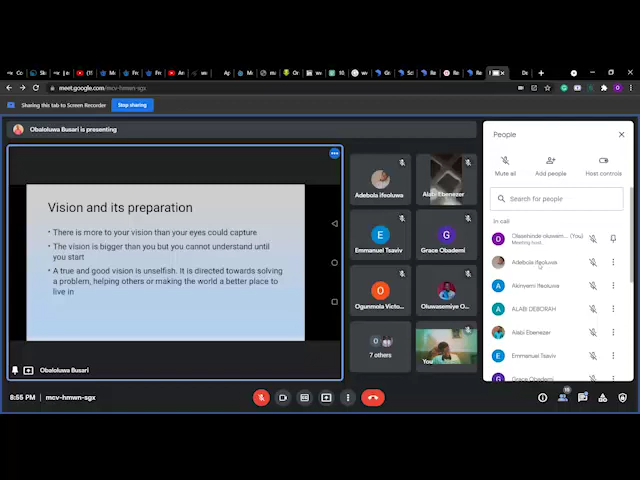 meet.google.com/mcv-hmwn-sgx
Sharing this tab to Screen Recorder
Stop sharing
Obaloluwa Busari is presenting
Vision and its preparation
• There is more to your vision than your eyes could capture
• The vision is bigger than you but you cannot understand until
you start
• A true and good vision is unselfish. It is directed towards solving
a problem, helping others or making the world a better place to
live in
Obaloluwa Busari
Adebola Ifeoluwa
Alabi Ebenezer
Emmanuel Tsaviv
Grace Obademi
Ogunmola Victo...
Oluwasemiye O...
7 others
You
People
Mute all
Add people
Host controls
Search for people
In call
(You)
Meeting host
Adebola Ifeoluwa
Akinyemi Ifeoluwa
ALABI DEBORAH
Alabi Ebenezer
Emmanuel Tsaviv
Grace Obademi
8:55 PM | mcv-hmwn-sgx